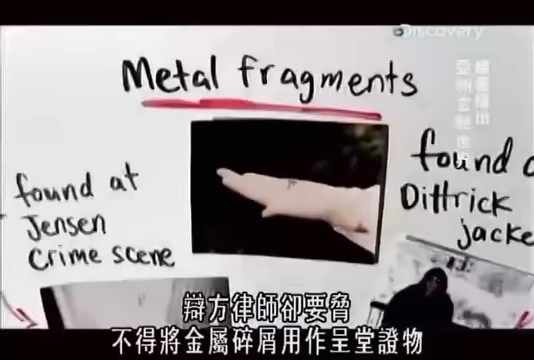 Discovery
Metal fragments
found at
Jensen
crime scene
found o
Dittrick
jacke
辯方律師卻要脅
不得將金屬碎屑用作呈堂證物